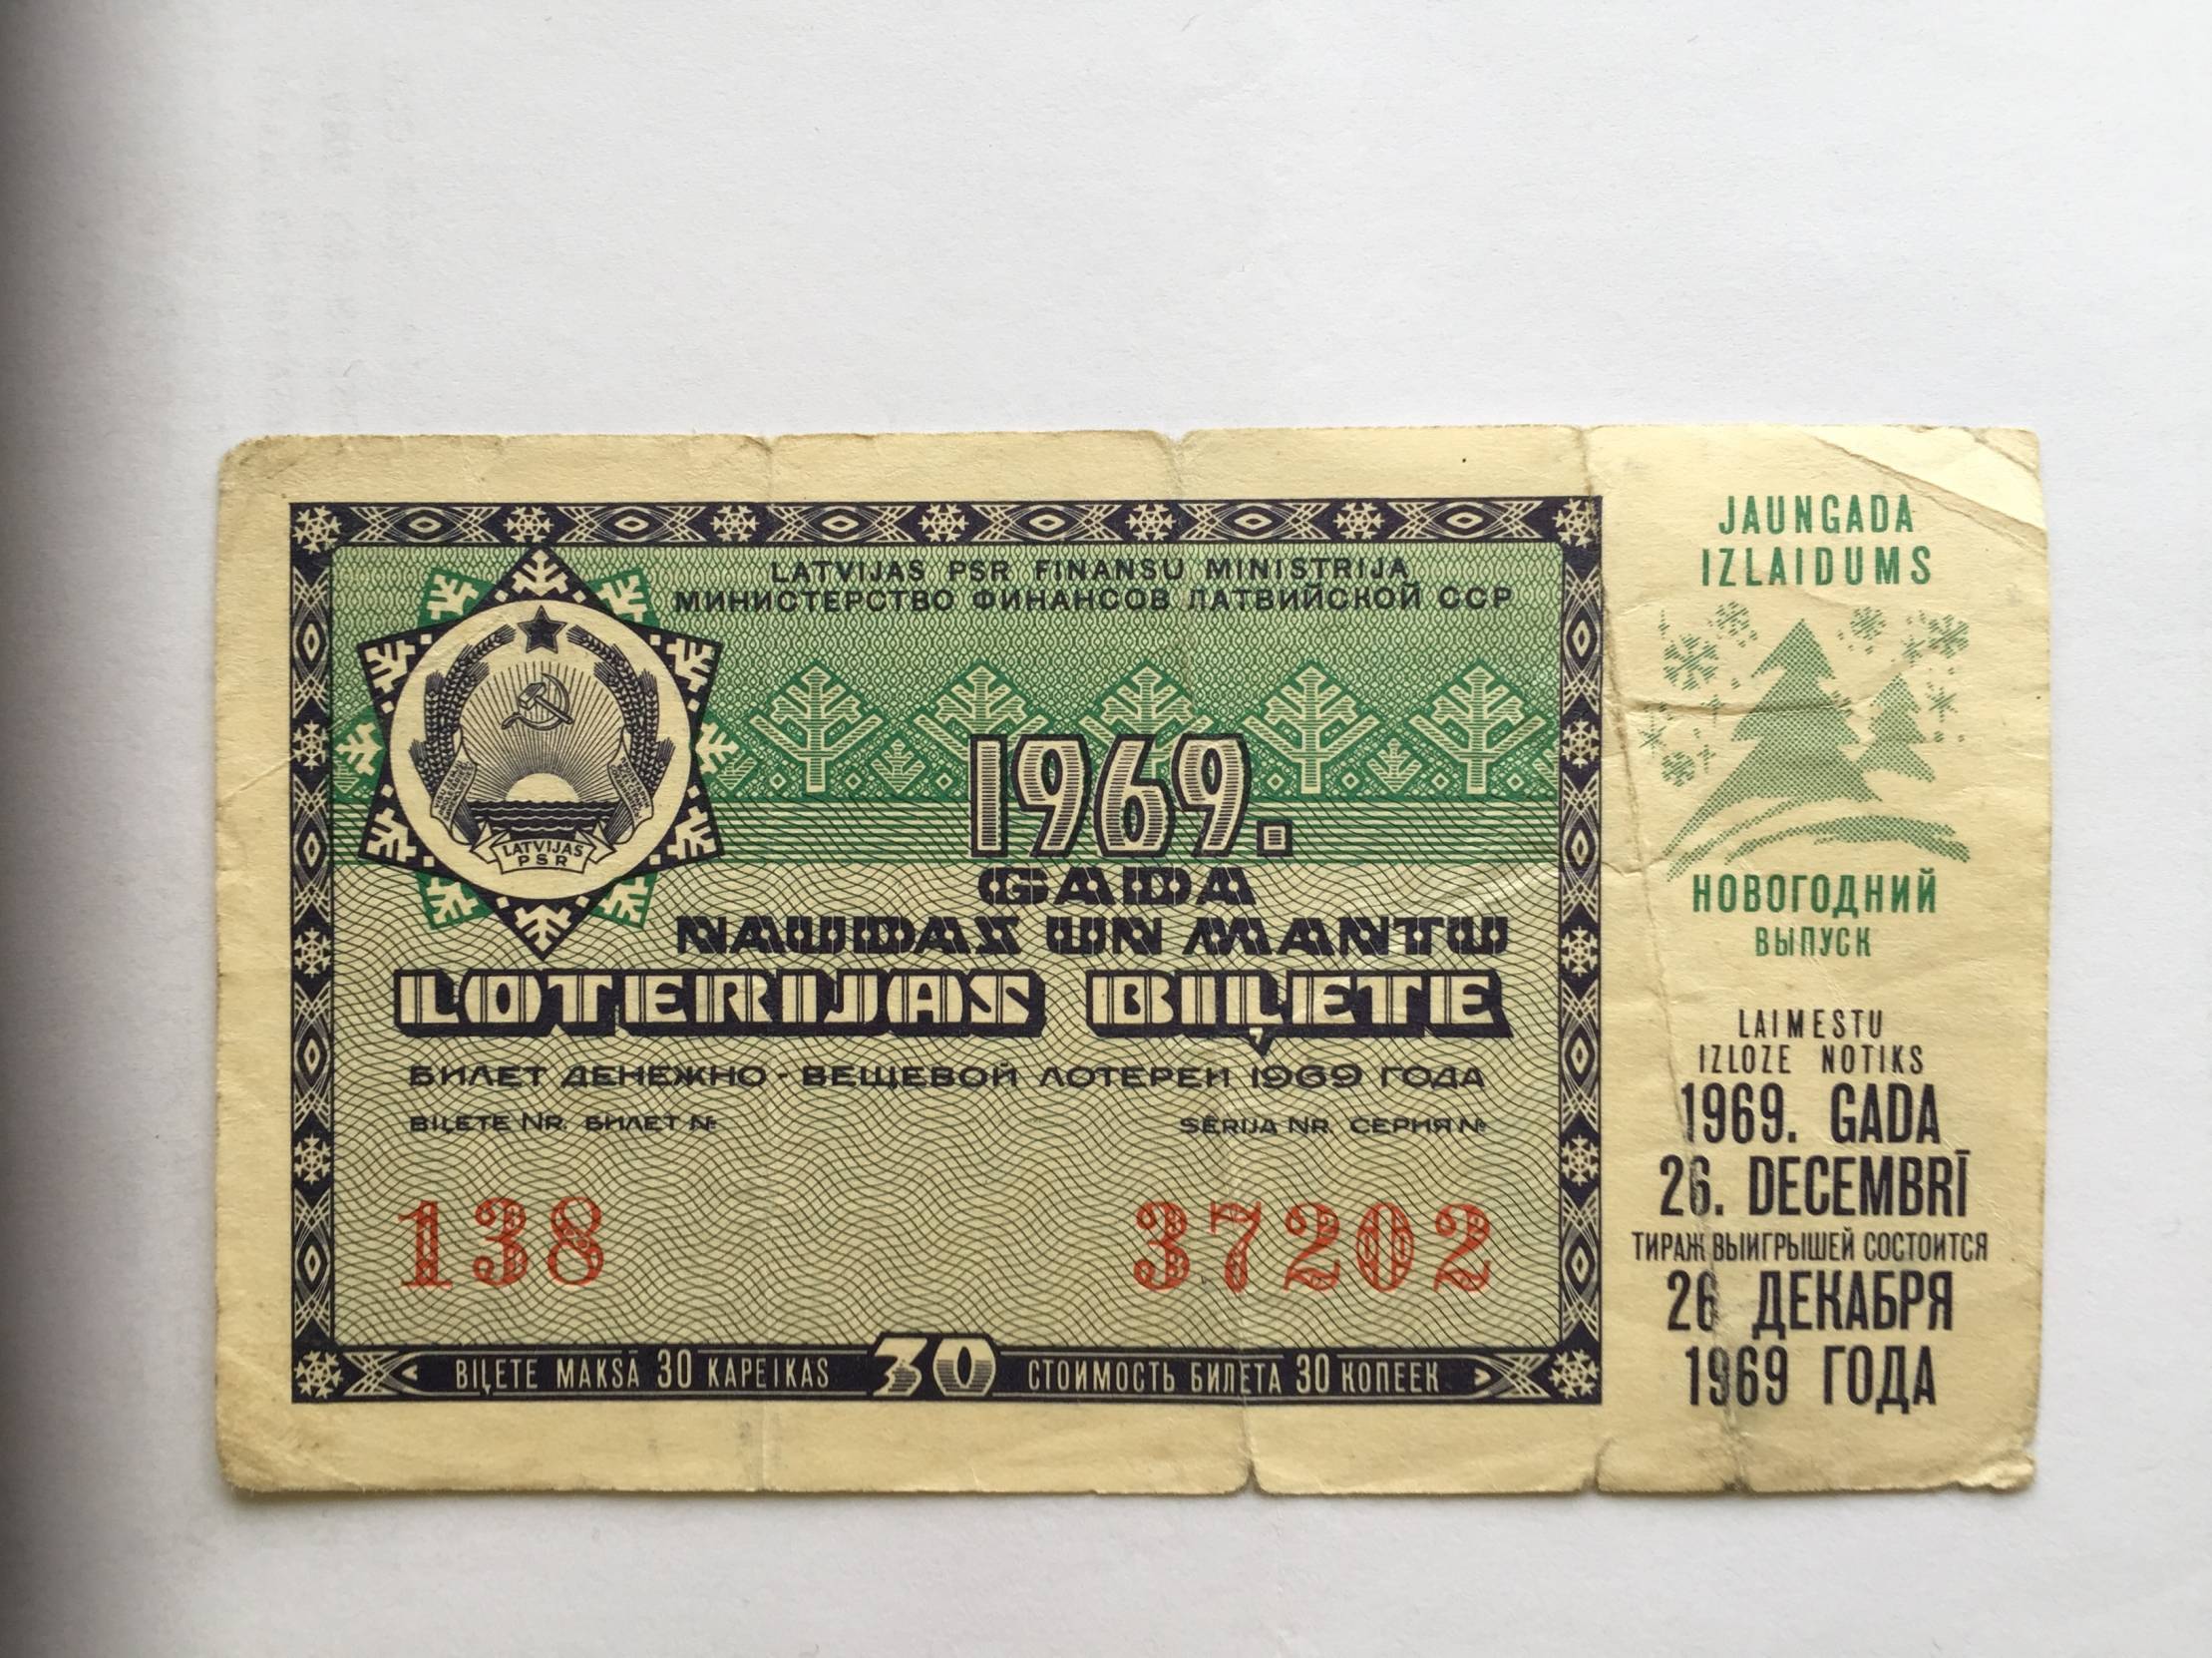 LATVIJAS PSR FINANSU MINISTRIJA
МИНИСТЕРСТВО ФИНАНСОВ ЛАТВИЙСКОЙ ССР
LATVIJAS
PSR
1969.
GADA
NAUDAS UN MANTU
LOTERIJAS BIĻETE
БИЛЕТ ДЕНЕЖНО-ВЕЩЕВОЙ ЛОТЕРЕИ 1969 ГОДА
BIĻETE NR. БИЛЕТ №
SĒRIJA NR. СЕРИЯ №
138
37202
BIĻETE MAKSĀ 30 KAPEIKAS
30
СТОИМОСТЬ БИЛЕТА 30 КОПЕЕК
JAUNGADA
IZLAIDUMS
НОВОГОДНИЙ
ВЫПУСК
LAIMESTU
IZLOZE NOTIKS
1969. GADA
26. DECEMBRĪ
ТИРАЖ ВЫИГРЫШЕЙ СОСТОИТСЯ
26 ДЕКАБРЯ
1969 ГОДА